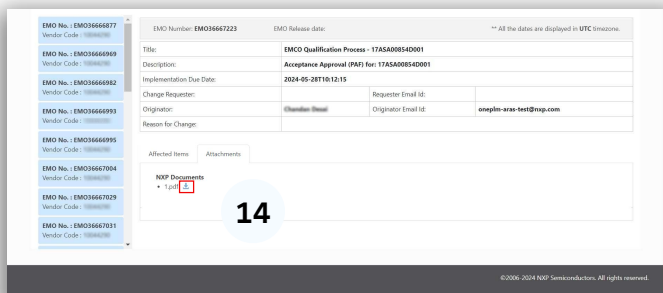 EMO No. : EMO36666877
Vendor Code :
EMO No. : EMO36666969
Vendor Code :
EMO No. : EMO36666982
Vendor Code :
EMO No. : EMO36666993
Vendor Code :
EMO No. : EMO36666995
Vendor Code :
EMO No. : EMO36667004
Vendor Code :
EMO No. : EMO36667029
Vendor Code :
EMO No. : EMO36667031
Vendor Code :
EMO Number: EMO36667223 EMO Release date: ** All the dates are displayed in UTC timezone.
Title: EMCO Qualification Process - 17ASA00854D001
Description: Acceptance Approval (PAF) for: 17ASA00854D001
Implementation Due Date: 2024-05-28T10:12:15
Change Requester: Requester Email Id:
Originator: Originator Email Id: oneplm-aras-test@nxp.com
Reason for Change:
Affected Items Attachments
NXP Documents
• 1.pdf
14
©2006-2024 NXP Semiconductors. All rights reserved.